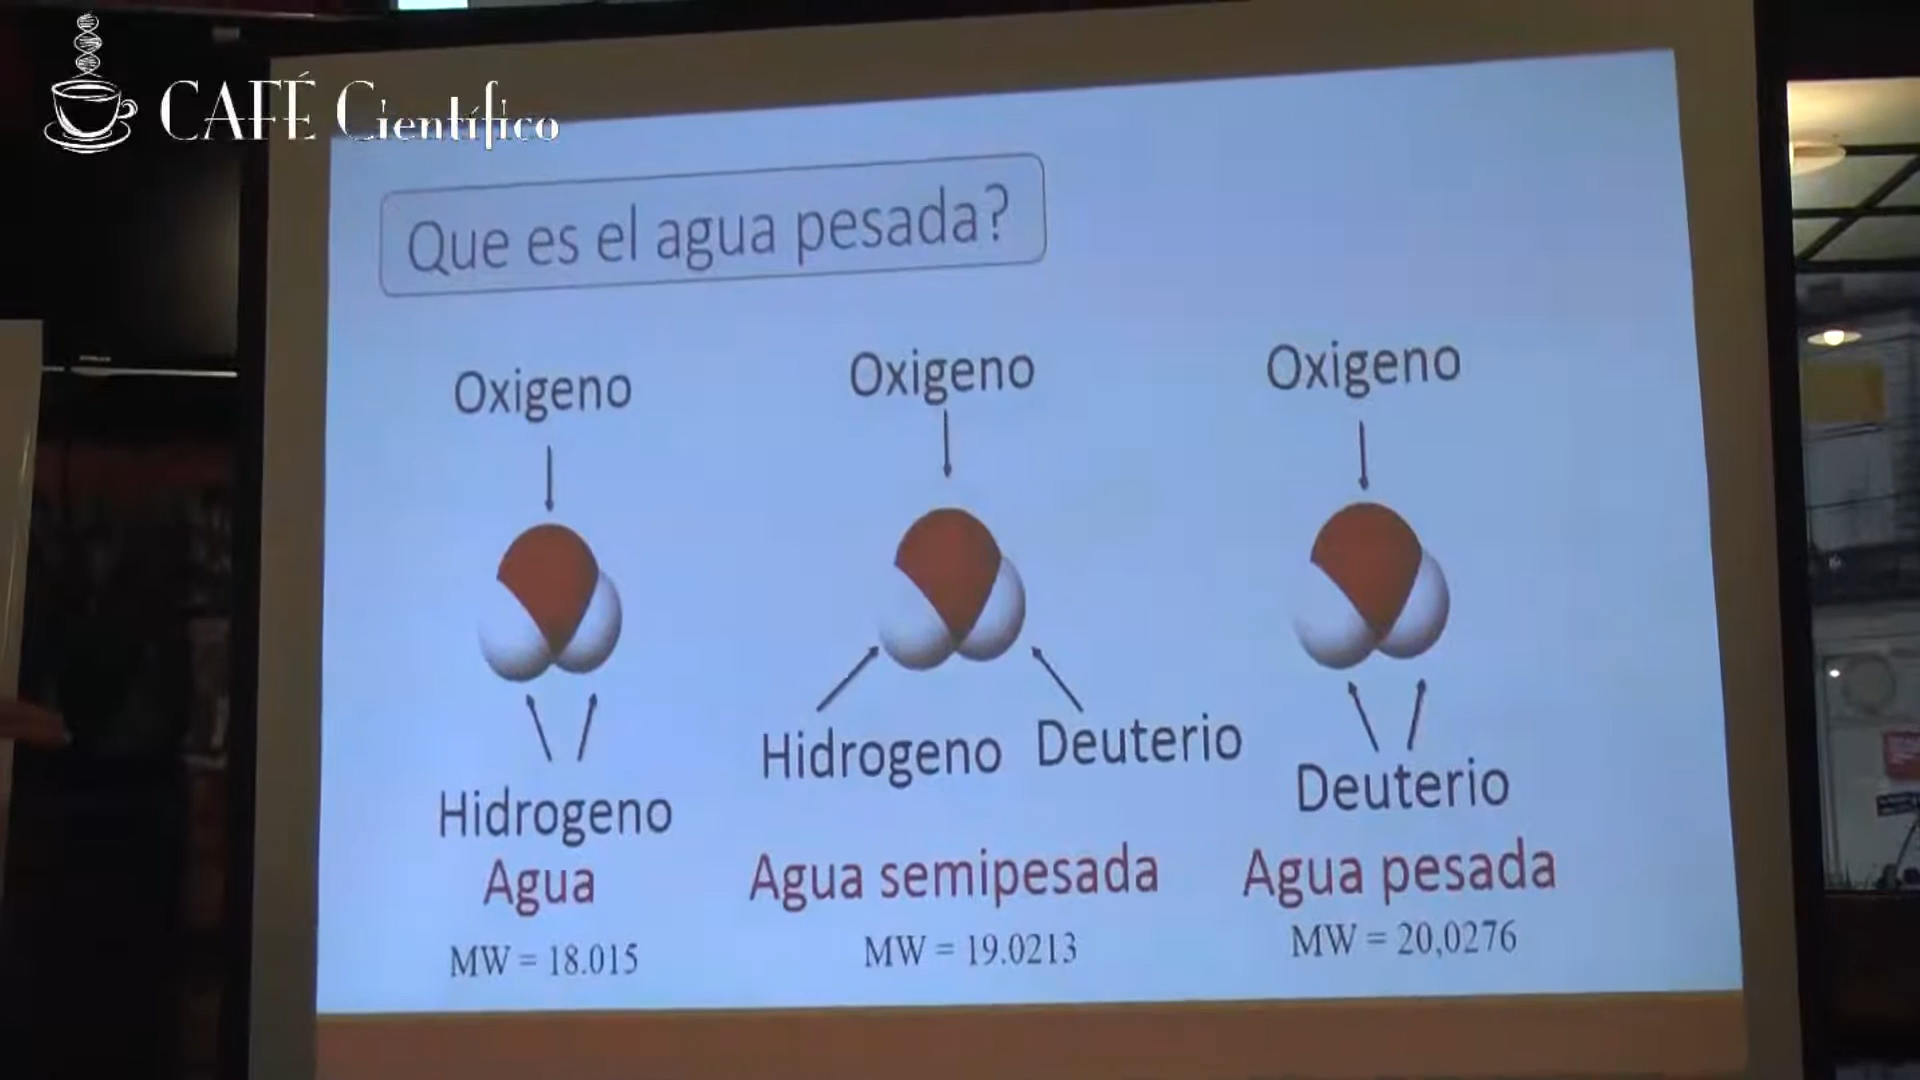 CAFÉ Científico
Que es el agua pesada?
Oxigeno
Oxigeno
Oxigeno
Hidrogeno
Deuterio
Hidrogeno
Deuterio
Agua
Agua semipesada
Agua pesada
MW = 18.015
MW = 19.0213
MW = 20,0276